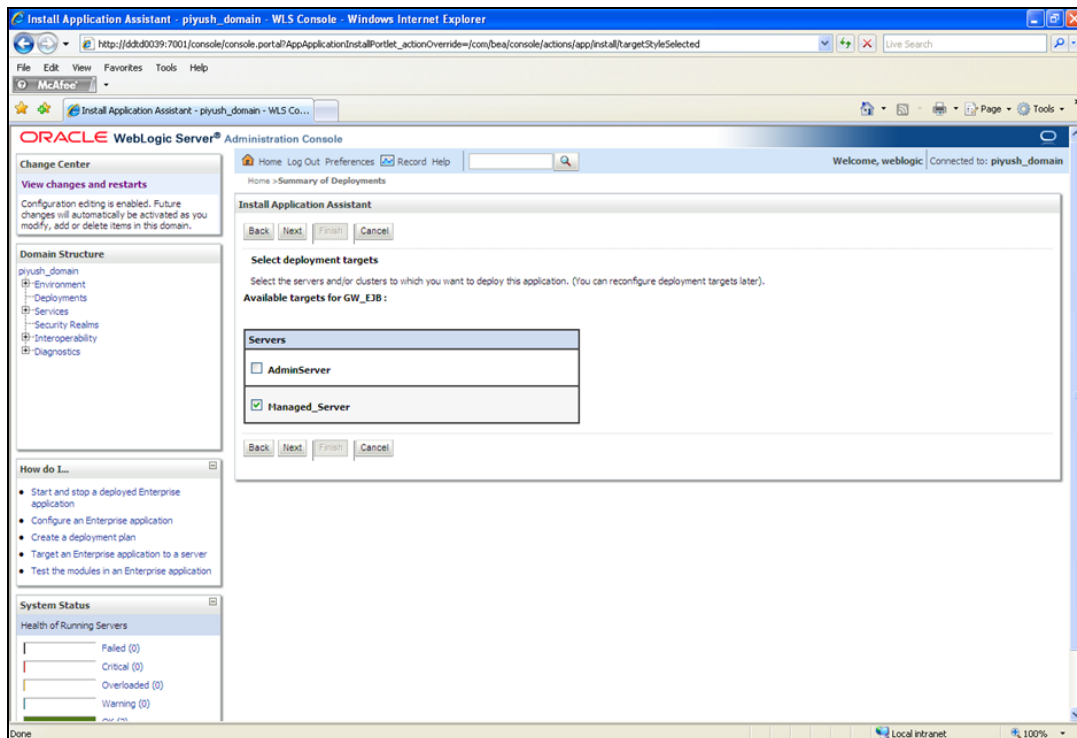 Install Application Assistant - piyush_domain - WLS Console - Windows Internet Explorer
http://ddtd0039:7001/console/console.portal?AppApplicationInstallPortlet_actionOverride=/com/bea/console/actions/app/install/targetStyleSelected
Live Search
File Edit View Favorites Tools Help
McAfee
Install Application Assistant - piyush_domain - WLS Co...
Page Tools
ORACLE WebLogic Server® Administration Console
Change Center
View changes and restarts
Configuration editing is enabled. Future
changes will automatically be activated as you
modify, add or delete items in this domain.
Domain Structure
piyush_domain
Environment
Deployments
Services
Security Realms
Interoperability
Diagnostics
How do I...
Start and stop a deployed Enterprise
application
Configure an Enterprise application
Create a deployment plan
Target an Enterprise application to a server
Test the modules in an Enterprise application
System Status
Health of Running Servers
Failed (0)
Critical (0)
Overloaded (0)
Warning (0)
Home Log Out Preferences Record Help
Welcome, weblogic Connected to: piyush_domain
Home >Summary of Deployments
Install Application Assistant
Back Next Finish Cancel
Select deployment targets
Select the servers and/or clusters to which you want to deploy this application. (You can reconfigure deployment targets later).
Available targets for GW_EJB :
Servers
AdminServer
Managed_Server
Back Next Finish Cancel
Done
Local intranet
100%